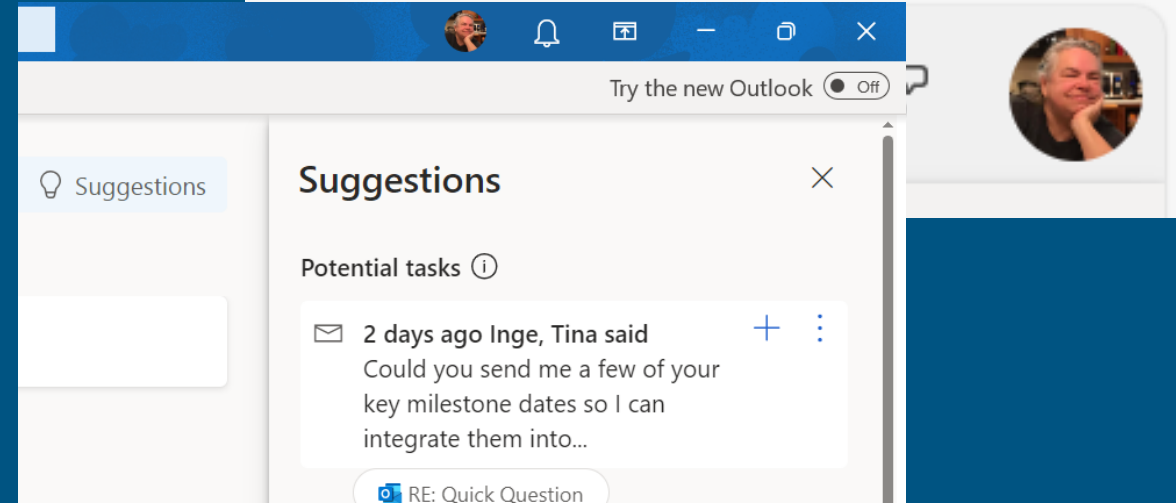 Try the new Outlook Off
Suggestions
Suggestions
Potential tasks
2 days ago Inge, Tina said
Could you send me a few of your
key milestone dates so I can
integrate them into...
RE: Quick Question